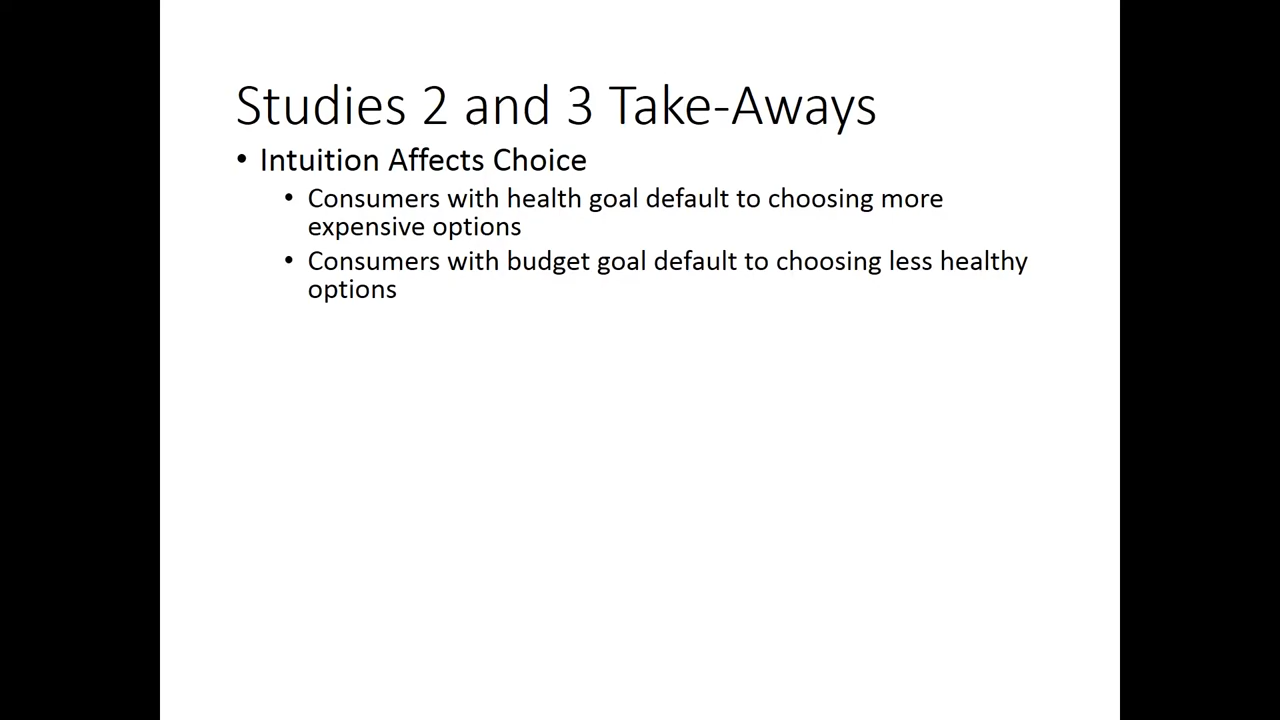 Studies 2 and 3 Take-Aways
• Intuition Affects Choice
• Consumers with health goal default to choosing more
expensive options
• Consumers with budget goal default to choosing less healthy
options